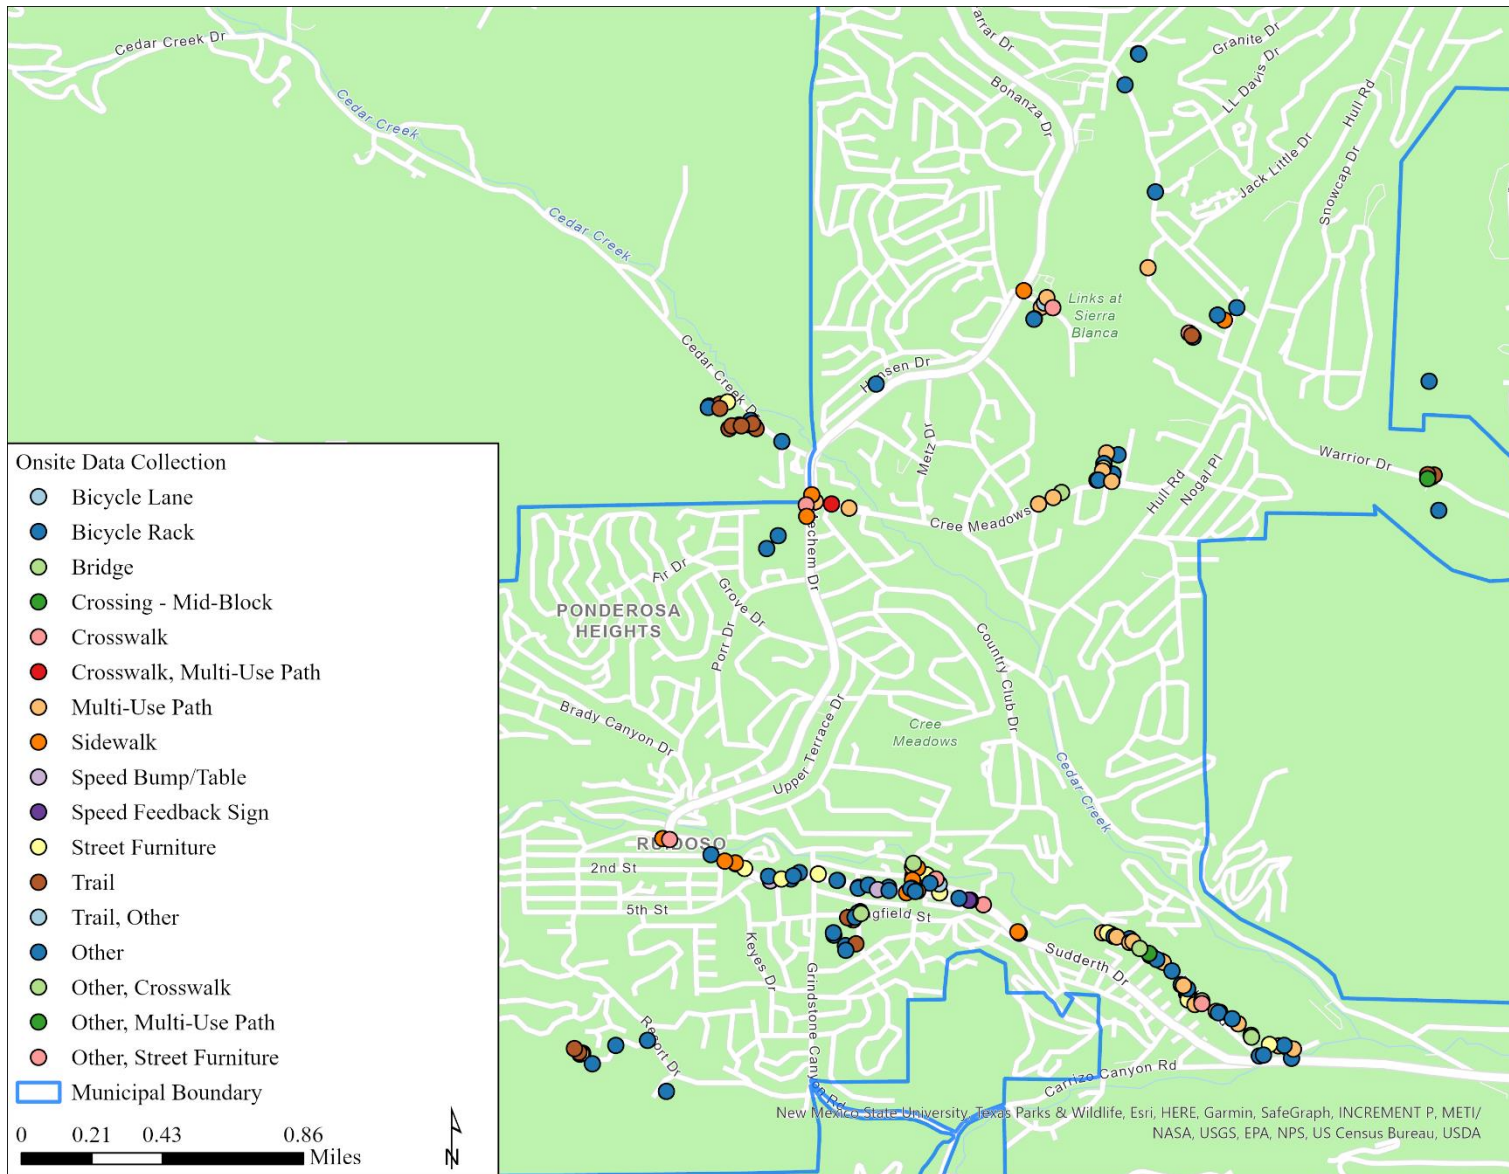 Cedar Creek Dr
Cedar Creek
Cedar Creek
Cedar Creek Dr
arrar Dr
Bonanza Dr
Granite Dr
LL Davis Dr
Hull Rd
Jack Little Dr
Snowcap Dr
Links at
Sierra
Blanca
Metz Dr
Cree Meadows
Hull Rd
Nogal Pl
Warrior Dr
echem Dr
Fir Dr
Grove Dr
Porr Dr
PONDEROSA
HEIGHTS
Brady Canyon Dr
Upper Terrace Dr
Country Club Dr
Cree
Meadows
Cedar Creek
2nd St
5th St
gfield St
Keyes Dr
Grindstone Canyon Rd
Sudderth Dr
Carrizo Canyon Rd
Onsite Data Collection
Bicycle Lane
Bicycle Rack
Bridge
Crossing - Mid-Block
Crosswalk
Crosswalk, Multi-Use Path
Multi-Use Path
Sidewalk
Speed Bump/Table
Speed Feedback Sign
Street Furniture
Trail
Trail, Other
Other
Other, Crosswalk
Other, Multi-Use Path
Other, Street Furniture
Municipal Boundary
0 0.21 0.43 0.86
Miles
N
New Mexico State University, Texas Parks & Wildlife, Esri, HERE, Garmin, SafeGraph, INCREMENT P, METI/
NASA, USGS, EPA, NPS, US Census Bureau, USDA